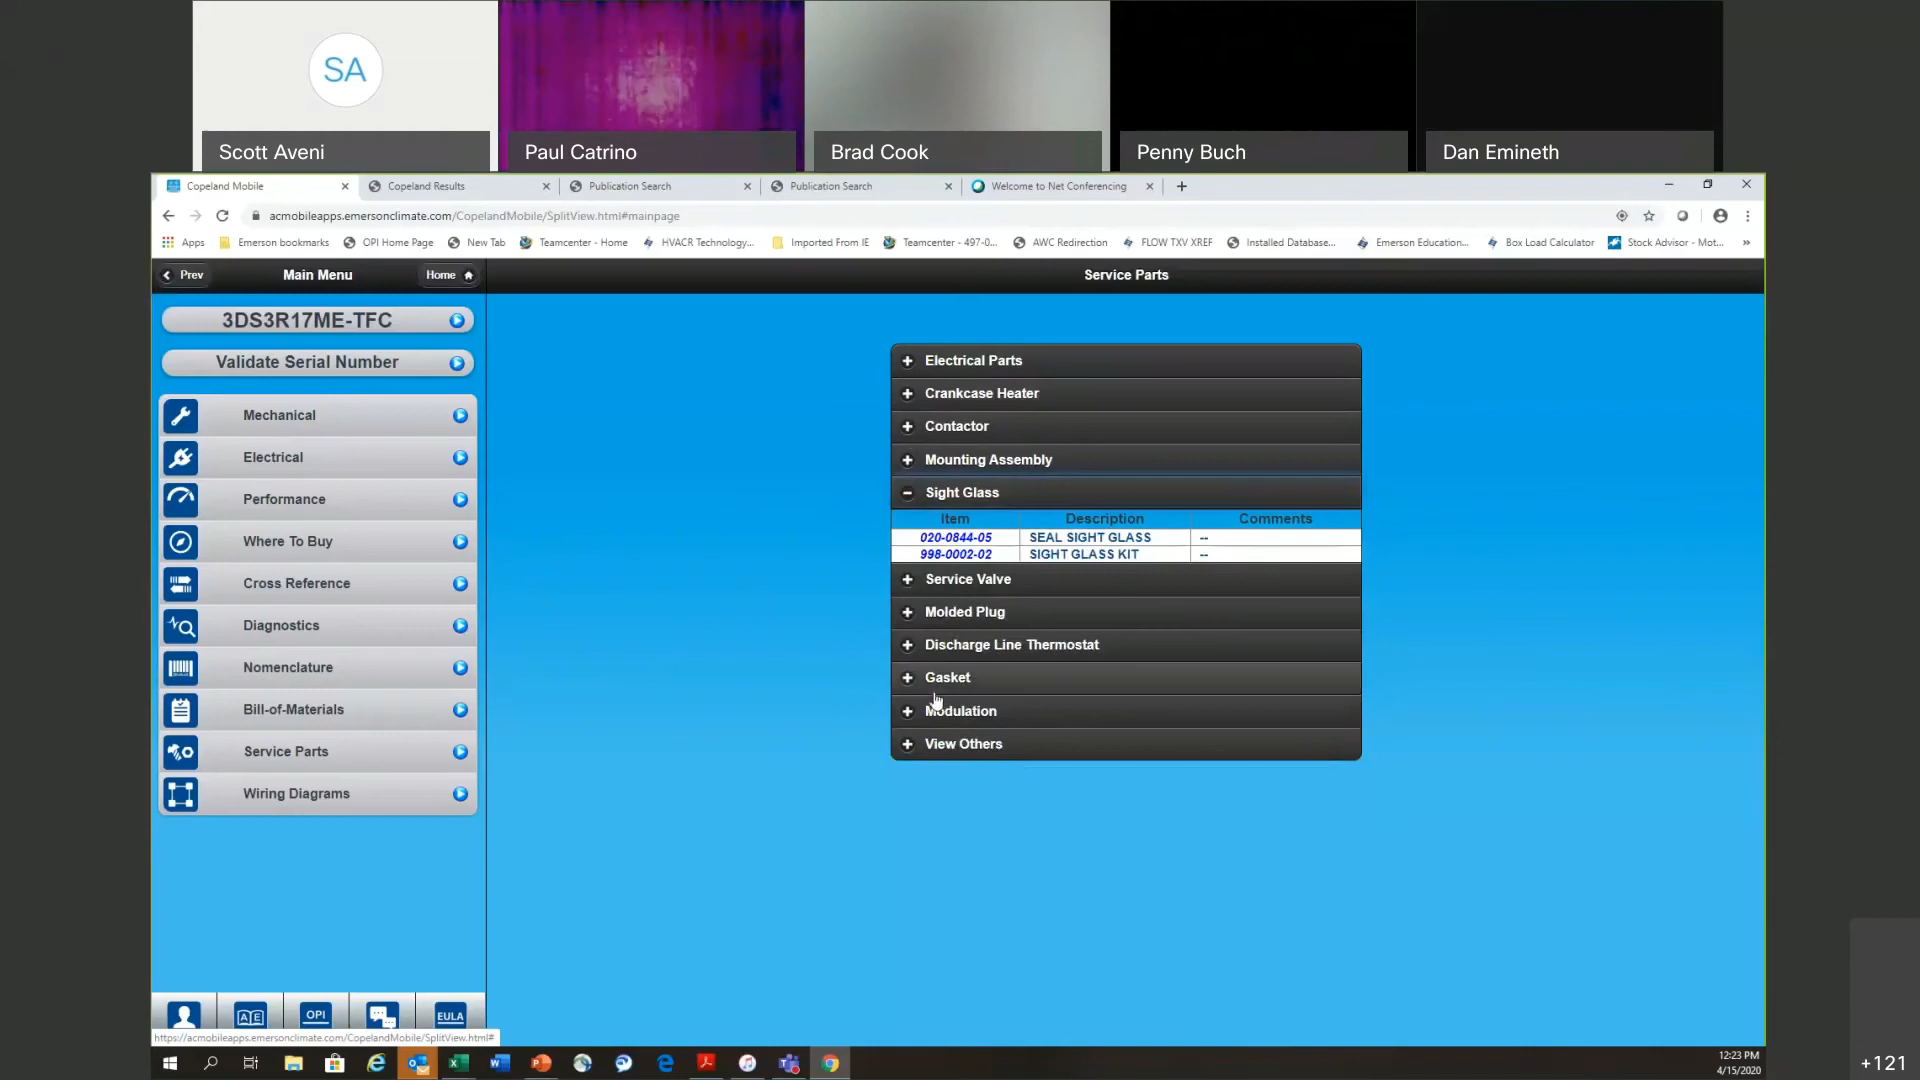 SA
Scott Aveni
Paul Catrino
Brad Cook
Penny Buch
Dan Emineth
Copeland Mobile
Copeland Results
Publication Search
Publication Search
Welcome to Net Conferencing
acmobileapps.emersonclimate.com/CopelandMobile/SplitView.html#mainpage
Apps
Emerson bookmarks
OPI Home Page
New Tab
Teamcenter - Home
HVACR Technology...
Imported From IE
Teamcenter - 497-0...
AWC Redirection
FLOW TXV XREF
Installed Database...
Emerson Education...
Box Load Calculator
Stock Advisor - Mot...
»
Prev
Main Menu
Home
Service Parts
3DS3R17ME-TFC
Validate Serial Number
Mechanical
Electrical
Performance
Where To Buy
Cross Reference
Diagnostics
Nomenclature
Bill-of-Materials
Service Parts
Wiring Diagrams
Electrical Parts
Crankcase Heater
Contactor
Mounting Assembly
Sight Glass
Item Description Comments
020-0844-05 SEAL SIGHT GLASS --
998-0002-02 SIGHT GLASS KIT --
Service Valve
Molded Plug
Discharge Line Thermostat
Gasket
Modulation
View Others
AE
OPI
EULA
https://acmobileapps.emersonclimate.com/CopelandMobile/SplitView.html#
12:23 PM
4/15/2020
+121